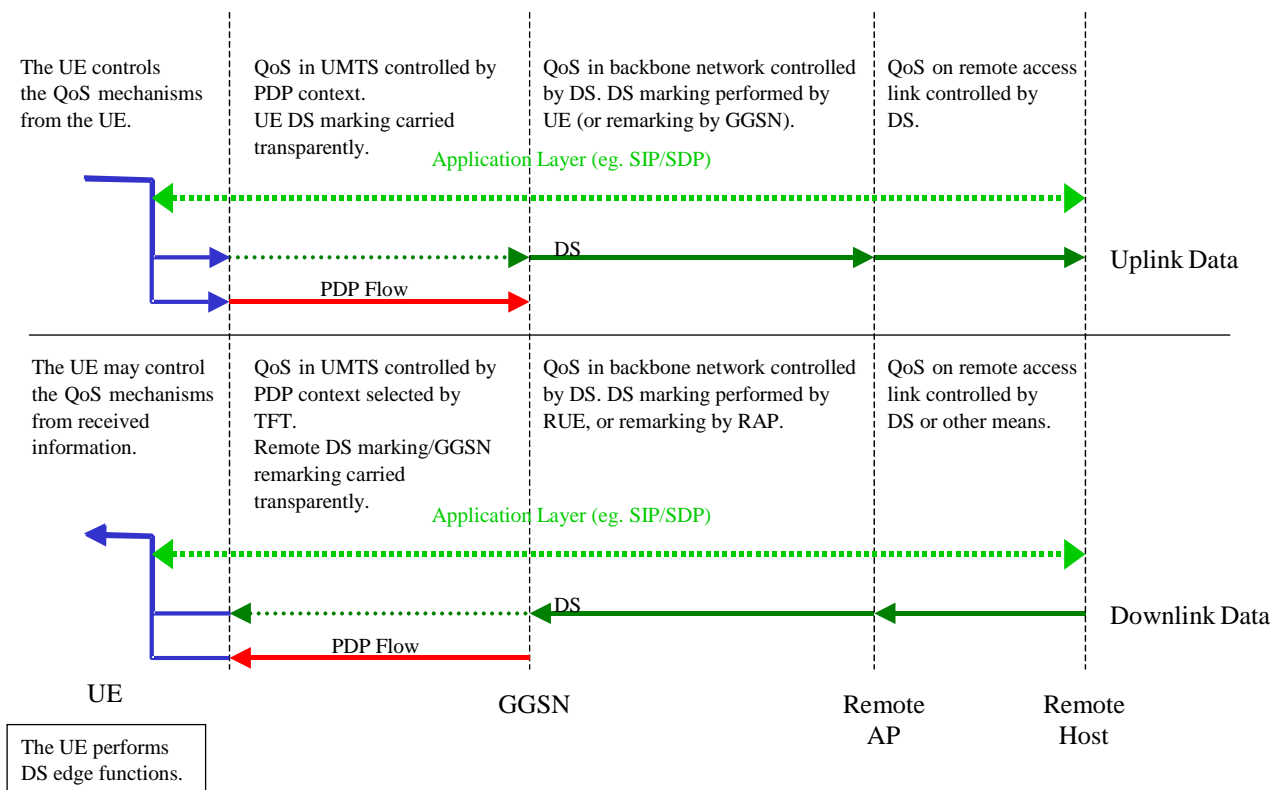 The UE controls
the QoS mechanisms
from the UE.
QoS in UMTS controlled by
PDP context.
UE DS marking carried
transparently.
QoS in backbone network controlled
by DS. DS marking performed by
UE (or remarking by GGSN).
QoS on remote access
link controlled by
DS.
Application Layer (eg. SIP/SDP)
DS
Uplink Data
PDP Flow
The UE may control
the QoS mechanisms
from received
information.
QoS in UMTS controlled by
PDP context selected by
TFT.
Remote DS marking/GGSN
remarking carried
transparently.
QoS in backbone network controlled
by DS. DS marking performed by
RUE, or remarking by RAP.
QoS on remote access
link controlled by
DS or other means.
Application Layer (eg. SIP/SDP)
DS
Downlink Data
PDP Flow
UE
GGSN
Remote
AP
Remote
Host
The UE performs
DS edge functions.